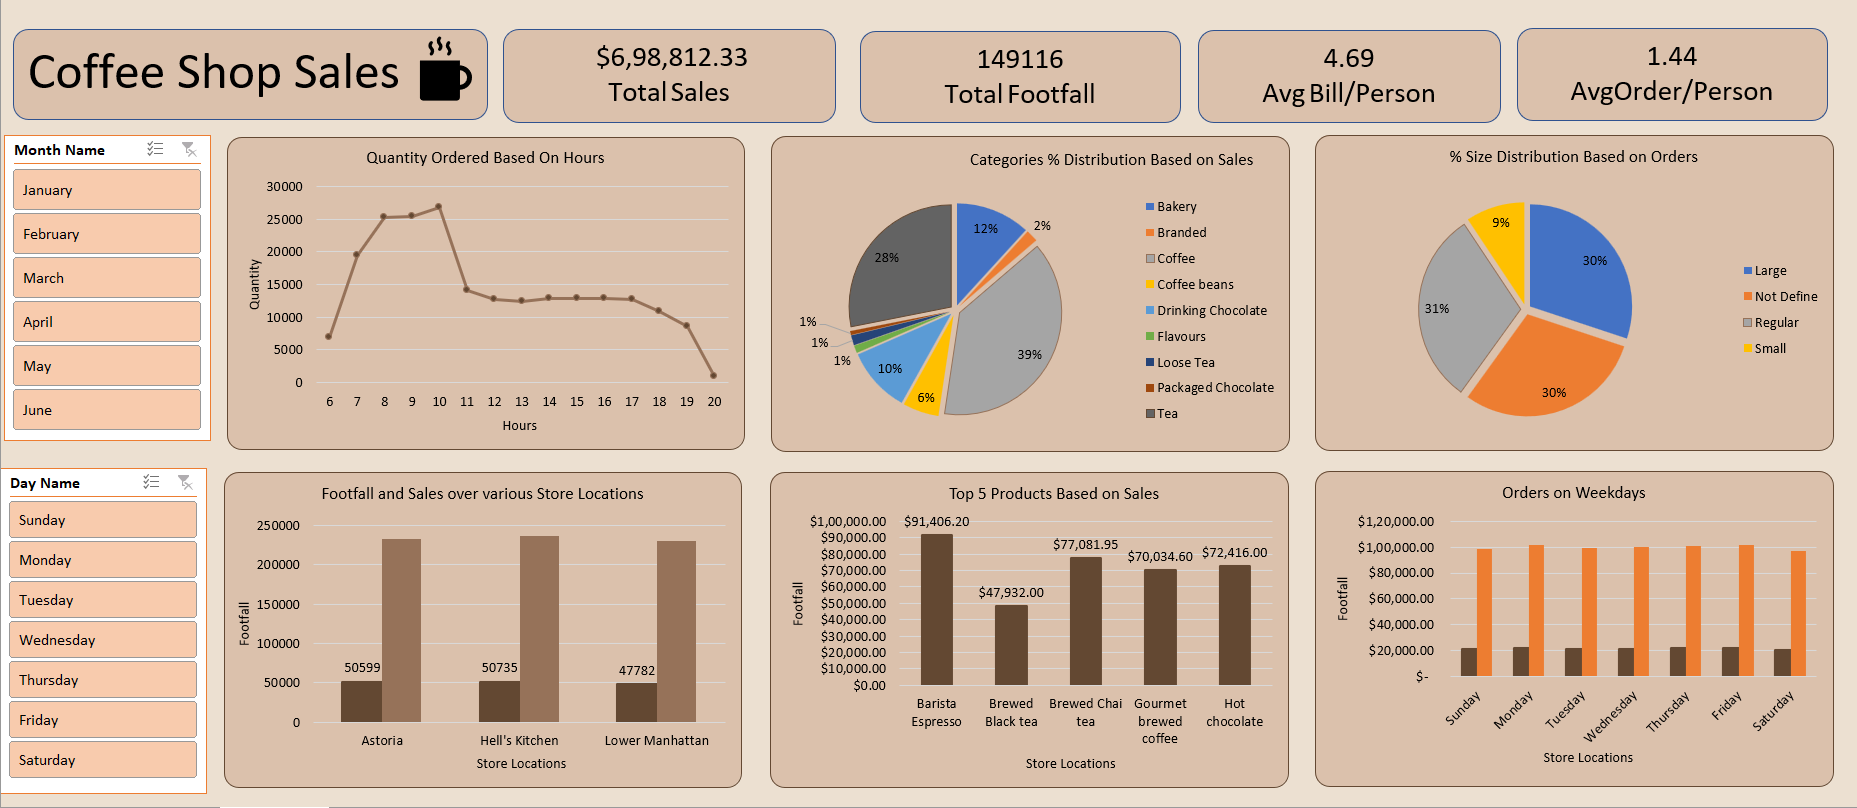 Coffee Shop Sales
$6,98,812.33
Total Sales
149116
Total Footfall
4.69
Avg Bill/Person
1.44
AvgOrder/Person
Month Name
January
February
March
April
May
June
Quantity Ordered Based On Hours
Quantity
30000
25000
20000
15000
10000
5000
0
6 7 8 9 10 11 12 13 14 15 16 17 18 19 20
Hours
Categories % Distribution Based on Sales
12%
2%
39%
6%
10%
1%
1%
1%
28%
Bakery
Branded
Coffee
Coffee beans
Drinking Chocolate
Flavours
Loose Tea
Packaged Chocolate
Tea
% Size Distribution Based on Orders
30%
30%
31%
9%
Large
Not Define
Regular
Small
Day Name
Sunday
Monday
Tuesday
Wednesday
Thursday
Friday
Saturday
Footfall and Sales over various Store Locations
Footfall
250000
200000
150000
100000
50000
0
50599
50735
47782
Astoria
Hell's Kitchen
Lower Manhattan
Store Locations
Top 5 Products Based on Sales
Footfall
$1,00,000.00
$90,000.00
$80,000.00
$70,000.00
$60,000.00
$50,000.00
$40,000.00
$30,000.00
$20,000.00
$10,000.00
$0.00
$91,406.20
$47,932.00
$77,081.95
$70,034.60
$72,416.00
Barista
Espresso
Brewed
Black tea
Brewed Chai
tea
Gourmet
brewed
coffee
Hot
chocolate
Store Locations
Orders on Weekdays
Footfall
$1,20,000.00
$1,00,000.00
$80,000.00
$60,000.00
$40,000.00
$20,000.00
$-
Sunday
Monday
Tuesday
Wednesday
Thursday
Friday
Saturday
Store Locations